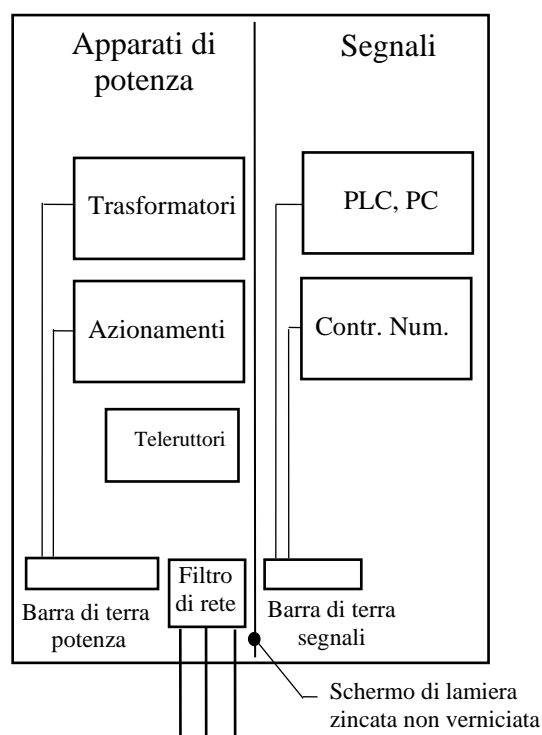 Apparati di
potenza
Segnali
Trasformatori
PLC, PC
Azionamenti
Contr. Num.
Teleruttori
Filtro
di rete
Barra di terra
potenza
Barra di terra
segnali
Schermo di lamiera
zincata non verniciata